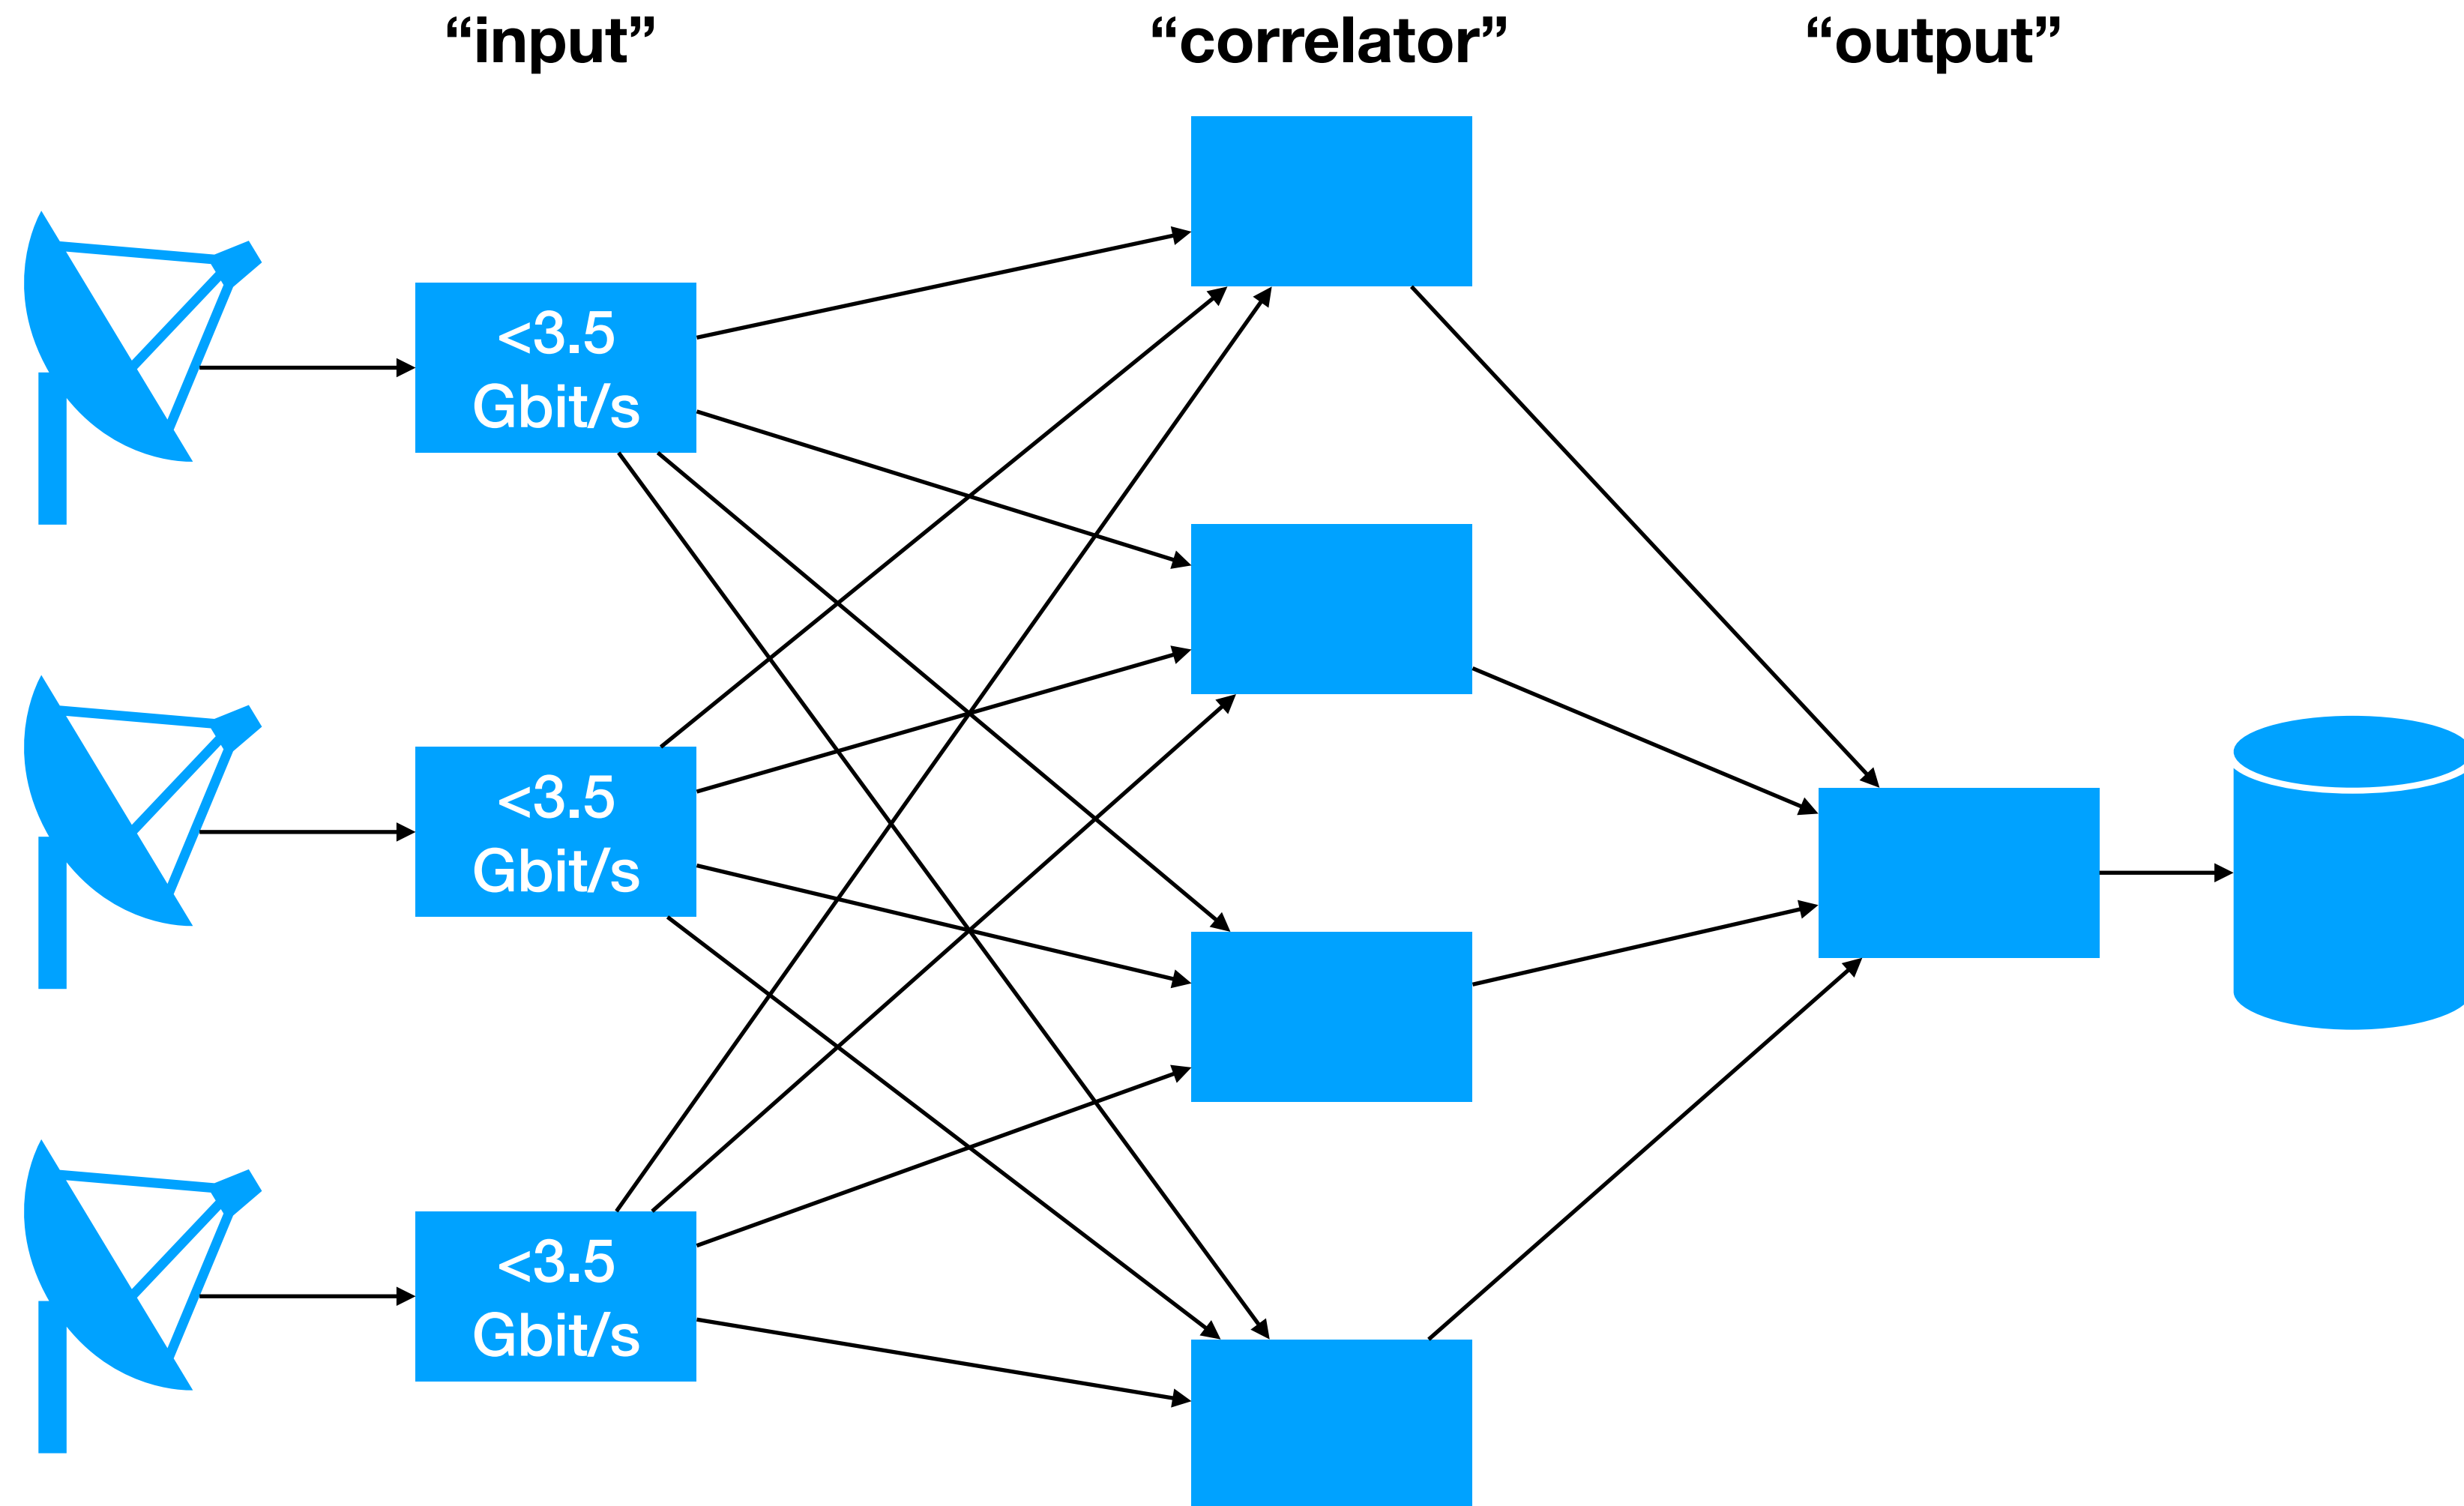 “input”
“correlator”
“output”
<3.5
Gbit/s
<3.5
Gbit/s
<3.5
Gbit/s